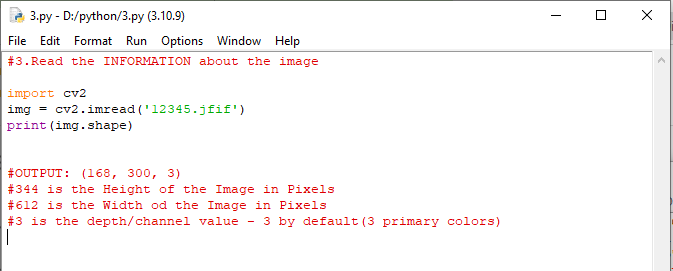 3.py - D:/python/3.py (3.10.9)
File Edit Format Run Options Window Help
#3.Read the INFORMATION about the image
import cv2
img = cv2.imread('12345.jfif')
print(img.shape)
#OUTPUT: (168, 300, 3)
#344 is the Height of the Image in Pixels
#612 is the Width od the Image in Pixels
#3 is the depth/channel value - 3 by default(3 primary colors)